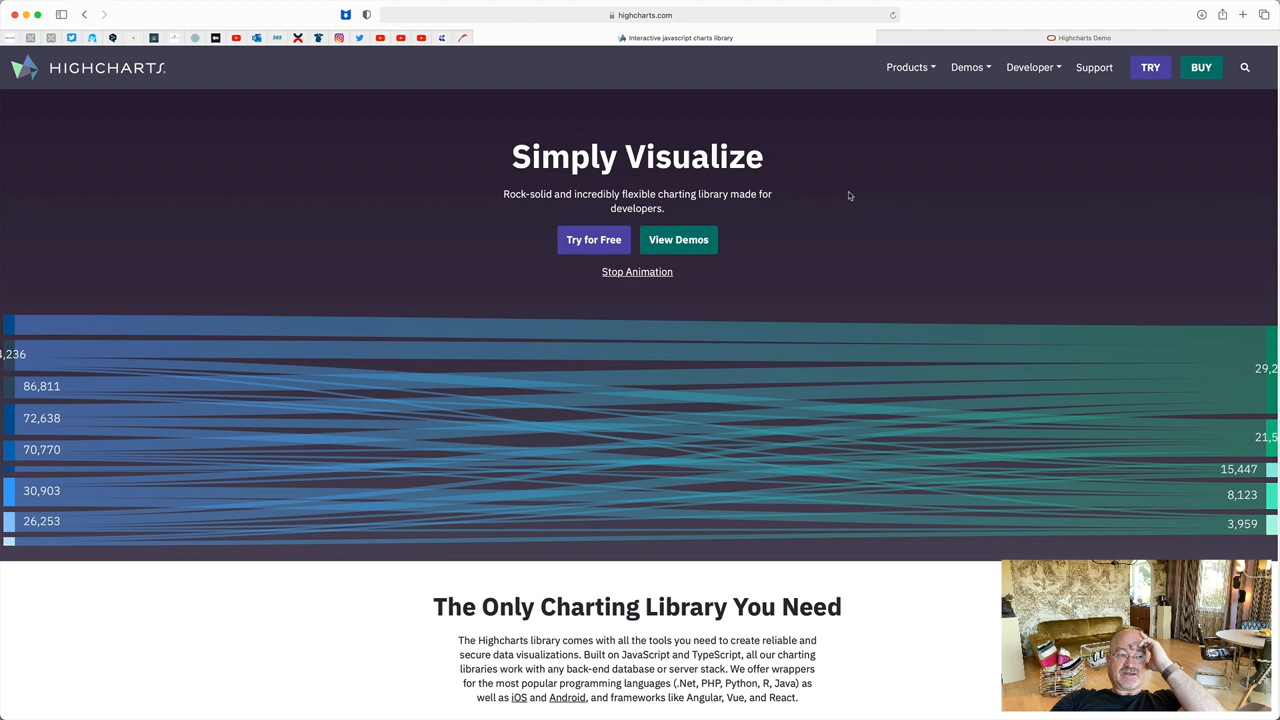 highcharts.com
Interactive javascript charts library
Highcharts Demo
HIGHCHARTS
Products
Demos
Developer
Support
TRY
BUY
Simply Visualize
Rock-solid and incredibly flexible charting library made for
developers.
Try for Free
View Demos
Stop Animation
4,236
86,811
72,638
70,770
30,903
26,253
29,2
21,5
15,447
8,123
3,959
The Only Charting Library You Need
The Highcharts library comes with all the tools you need to create reliable and
secure data visualizations. Built on JavaScript and TypeScript, all our charting
libraries work with any back-end database or server stack. We offer wrappers
for the most popular programming languages (.Net, PHP, Python, R, Java) as
well as iOS and Android, and frameworks like Angular, Vue, and React.